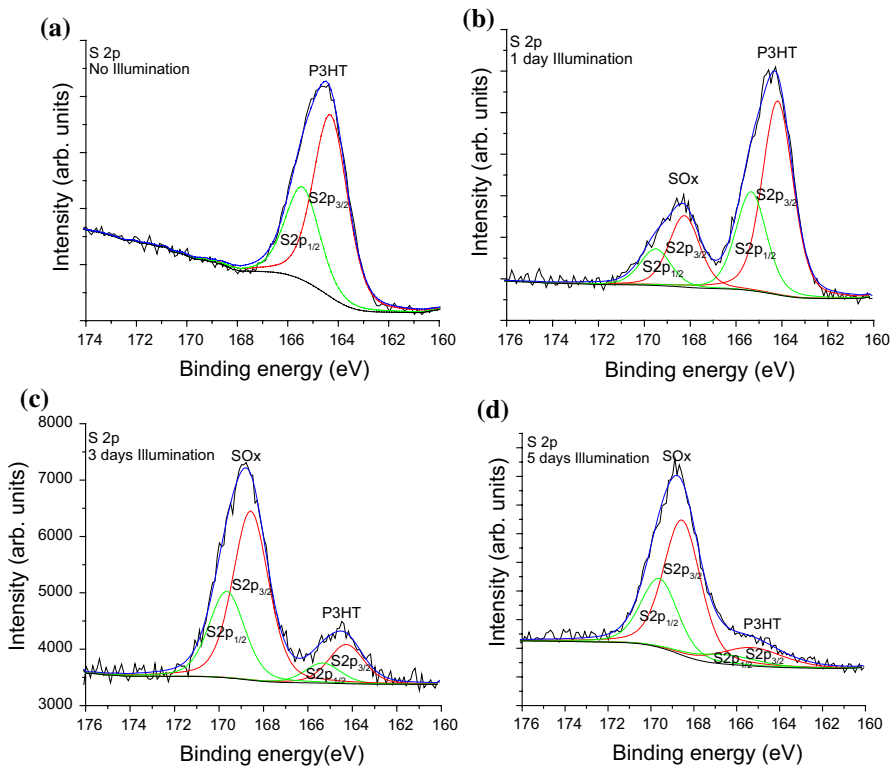 (a)
S 2p
No Illumination
P3HT
S2p3/2
S2p1/2
Intensity (arb. units)
174 172 170 168 166 164 162 160
Binding energy (eV)
(b)
S 2p
1 day Illumination
P3HT
SOx
S2p3/2
S2p1/2
S2p3/2
S2p1/2
Intensity (arb. units)
176 174 172 170 168 166 164 162 160
Binding energy (eV)
(c)
8000
7000
6000
5000
4000
3000
S 2p
3 days Illumination
SOx
S2p3/2
S2p1/2
P3HT
S2p3/2
S2p1/2
Intensity (arb. units)
176 174 172 170 168 166 164 162 160
Binding energy(eV)
(d)
S 2p
5 days Illumination
SOx
S2p3/2
S2p1/2
P3HT
S2p1/2
S2p3/2
Intensity (arb. units)
176 174 172 170 168 166 164 162 160
Binding energy (eV)